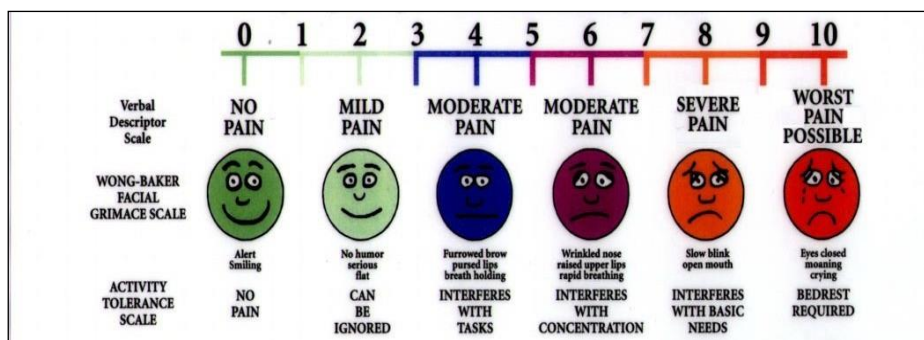 0 1 2 3 4 5 6 7 8 9 10
Verbal
Descriptor
Scale
NO
PAIN
MILD
PAIN
MODERATE
PAIN
MODERATE
PAIN
SEVERE
PAIN
WORST
PAIN
POSSIBLE
WONG-BAKER
FACIAL
GRIMACE SCALE
Alert
Smiling
No humor
serious
flat
Furrowed brow
pursed lips
breath holding
Wrinkled nose
raised upper lips
rapid breathing
Slow blink
open mouth
Eyes closed
moaning
crying
ACTIVITY
TOLERANCE
SCALE
NO
PAIN
CAN
BE
IGNORED
INTERFERES
WITH
TASKS
INTERFERES
WITH
CONCENTRATION
INTERFERES
WITH BASIC
NEEDS
BEDREST
REQUIRED